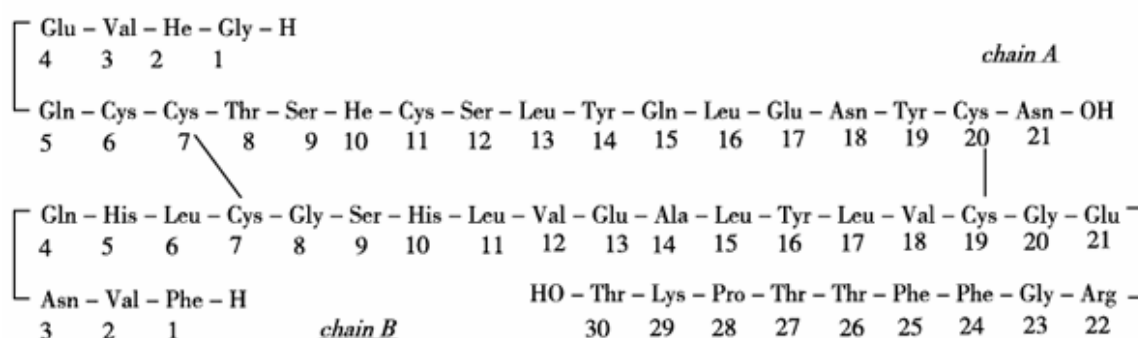 Glu – Val – He – Gly – H
4 3 2 1
chain A
Gln – Cys – Cys – Thr – Ser – He – Cys – Ser – Leu – Tyr – Gln – Leu – Glu – Asn – Tyr – Cys – Asn – OH
5 6 7 8 9 10 11 12 13 14 15 16 17 18 19 20 21
Gln – His – Leu – Cys – Gly – Ser – His – Leu – Val – Glu – Ala – Leu – Tyr – Leu – Val – Cys – Gly – Glu
4 5 6 7 8 9 10 11 12 13 14 15 16 17 18 19 20 21
Asn – Val – Phe – H
3 2 1
chain B
HO – Thr – Lys – Pro – Thr – Thr – Phe – Phe – Gly – Arg
30 29 28 27 26 25 24 23 22